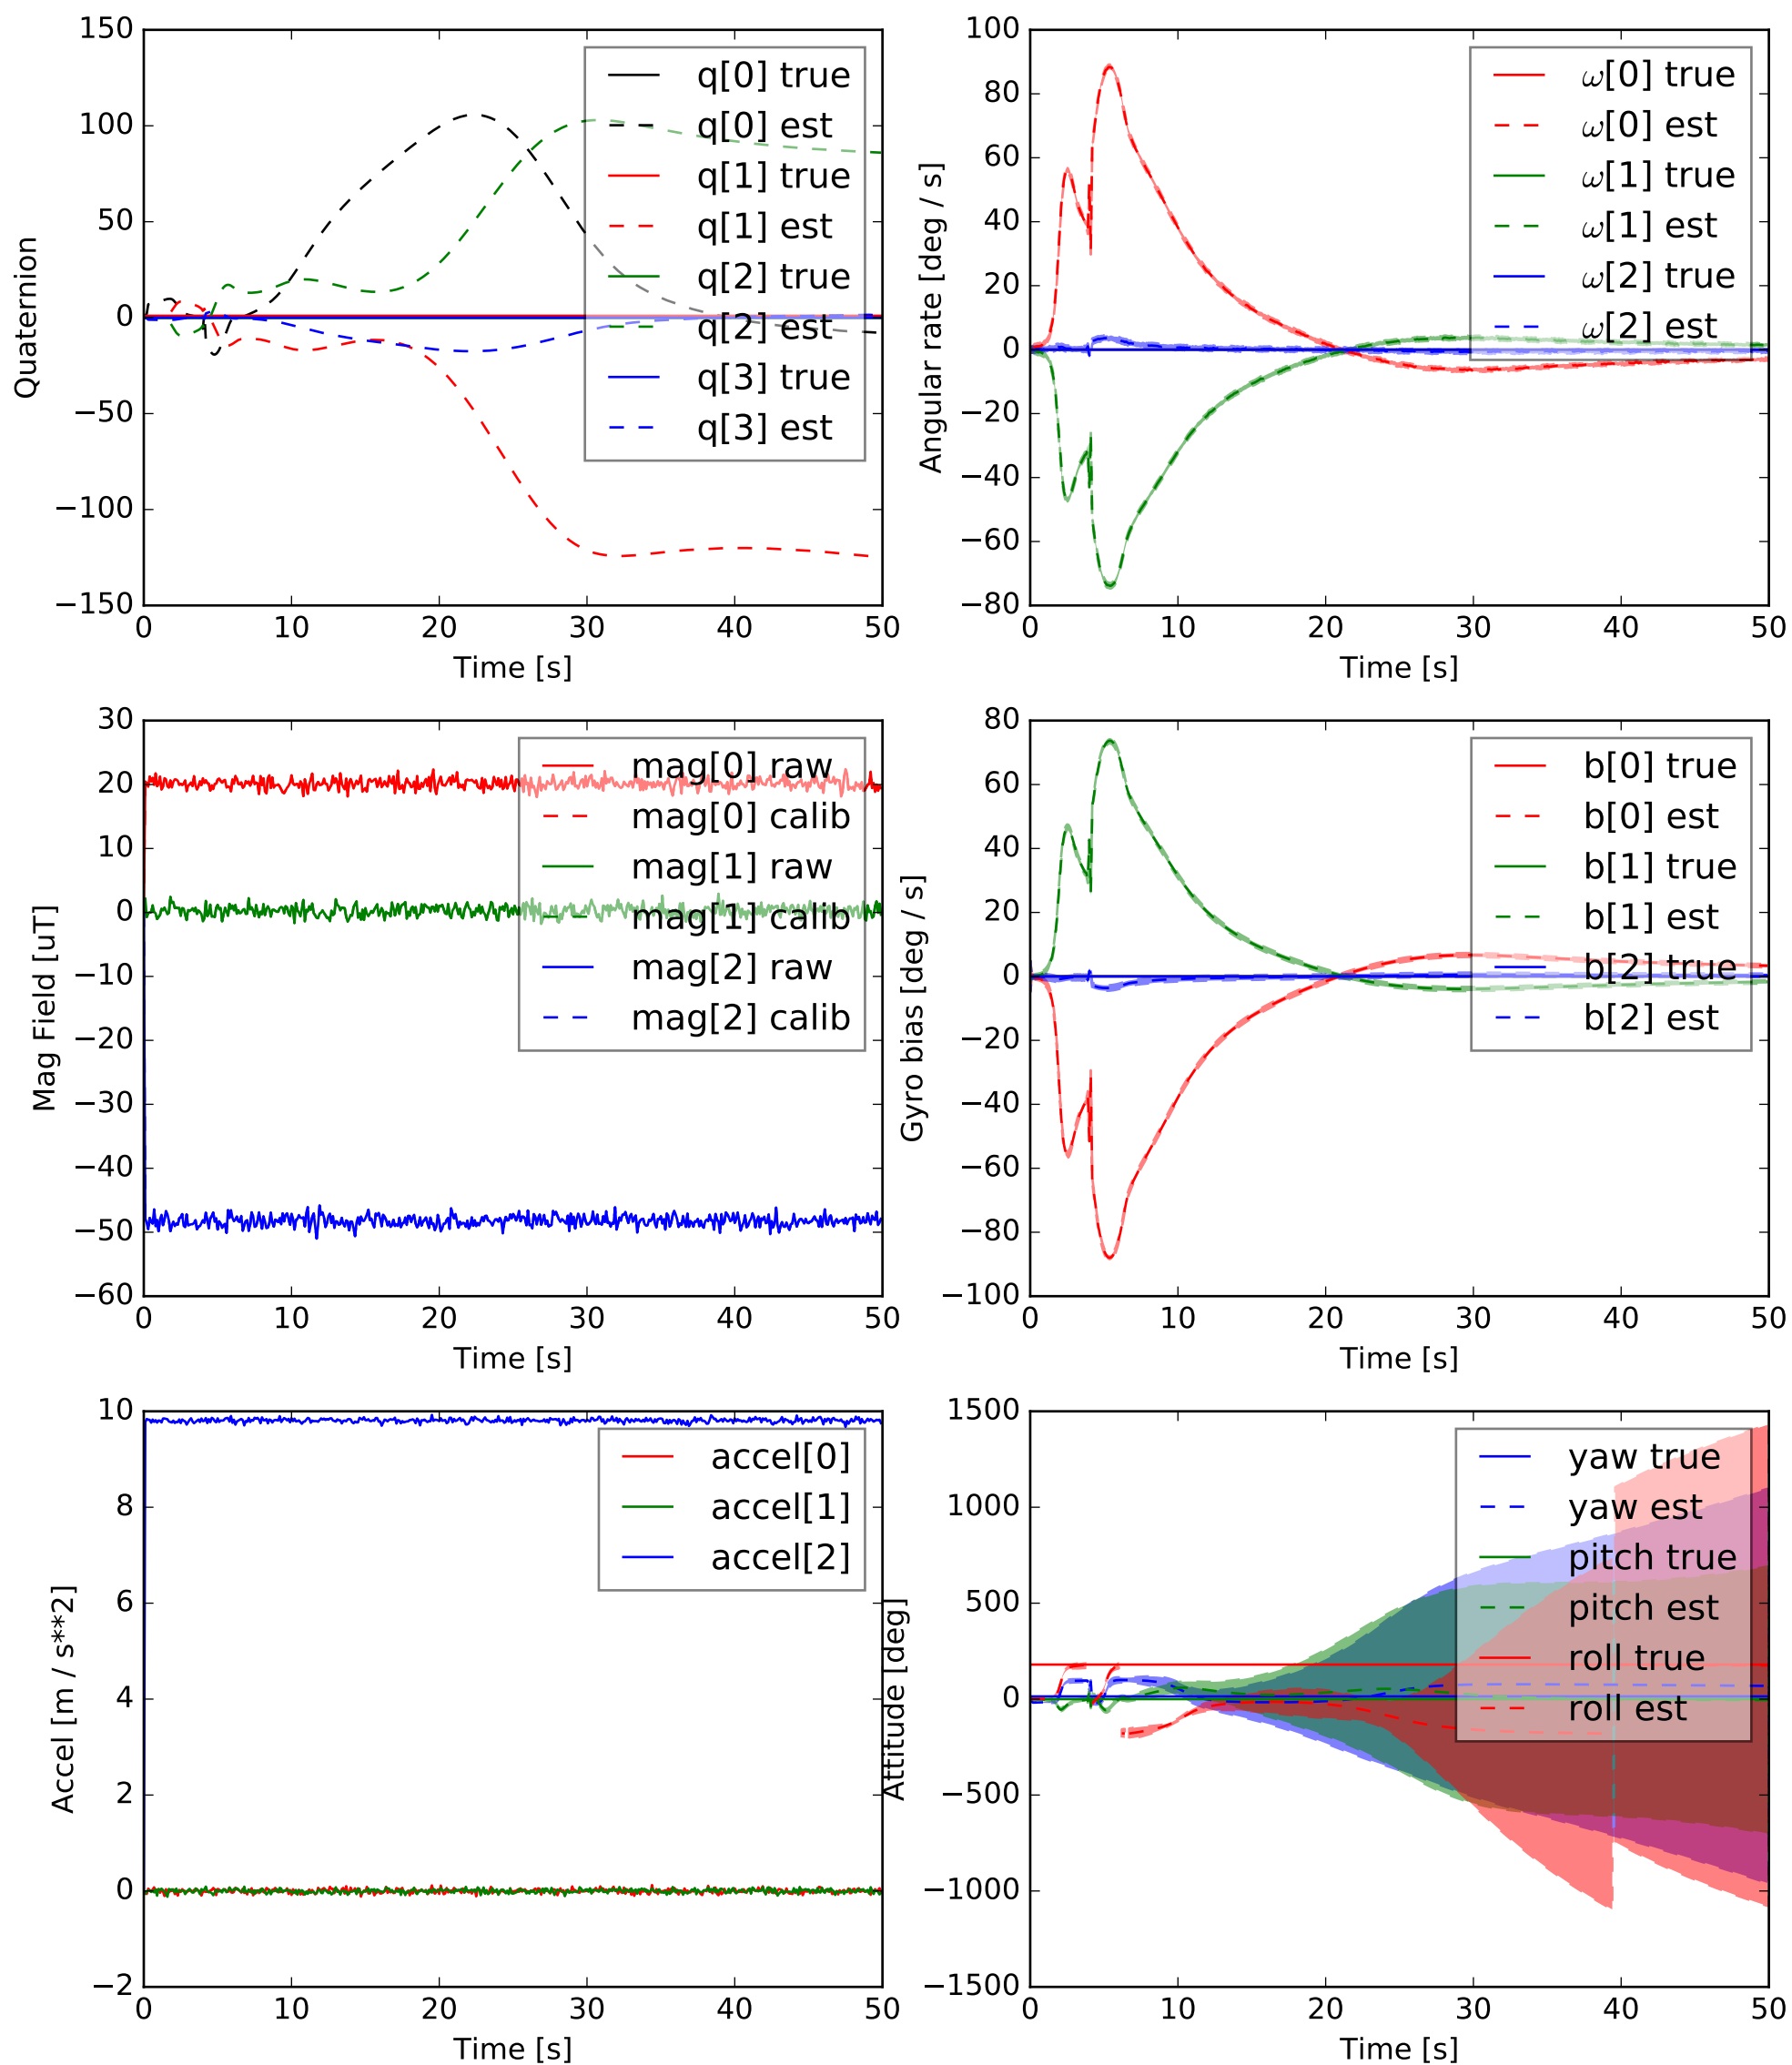 150
100
50
0
−50
−100
−150
Quaternion
0 10 20 30 40 50
Time [s]
q[0] true
q[0] est
q[1] true
q[1] est
q[2] true
q[2] est
q[3] true
q[3] est
100
80
60
40
20
0
−20
−40
−60
−80
Angular rate [deg / s]
0 10 20 30 40 50
Time [s]
ω[0] true
ω[0] est
ω[1] true
ω[1] est
ω[2] true
ω[2] est
30
20
10
0
−10
−20
−30
−40
−50
−60
Mag Field [uT]
0 10 20 30 40 50
Time [s]
mag[0] raw
mag[0] calib
mag[1] raw
mag[1] calib
mag[2] raw
mag[2] calib
80
60
40
20
0
−20
−40
−60
−80
−100
Gyro bias [deg / s]
0 10 20 30 40 50
Time [s]
b[0] true
b[0] est
b[1] true
b[1] est
b[2] true
b[2] est
10
8
6
4
2
0
−2
Accel [m / s**2]
0 10 20 30 40 50
Time [s]
accel[0]
accel[1]
accel[2]
1500
1000
500
0
−500
−1000
−1500
Attitude [deg]
0 10 20 30 40 50
Time [s]
yaw true
yaw est
pitch true
pitch est
roll true
roll est